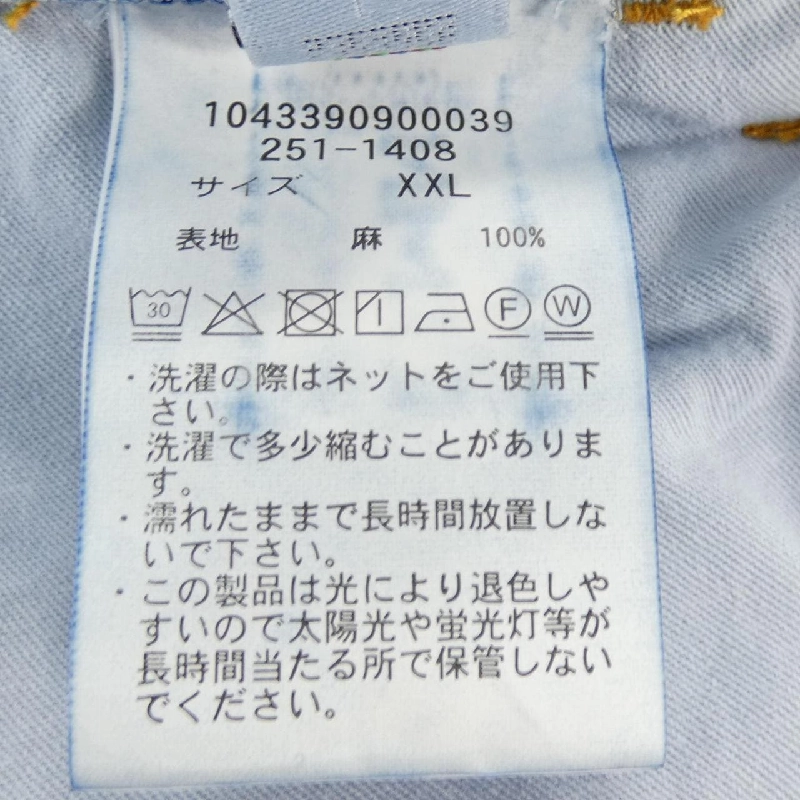 1043390900039
251-1408
サイズ XXL
表地 麻 100%
30 F W
・洗濯の際はネットをご使用下
さい。
・洗濯で多少縮むことがありま
す。
・濡れたままで長時間放置しな
いで下さい。
・この製品は光により退色しや
すいので太陽光や蛍光灯等が
長時間当たる所で保管しない
でください。